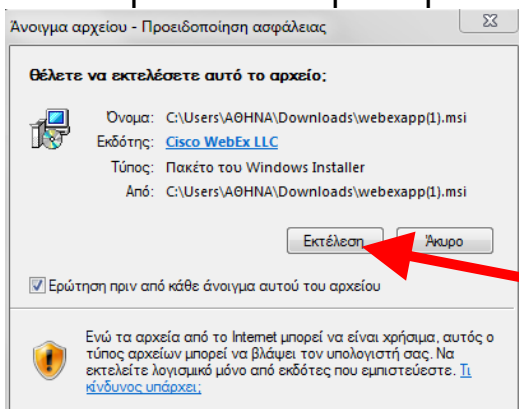 Άνοιγμα αρχείου - Προειδοποίηση ασφάλειας
Θέλετε να εκτελέσετε αυτό το αρχείο;
Όνομα: C:\Users\ΑΘΗΝΑ\Downloads\webexapp(1).msi
Εκδότης: Cisco WebEx LLC
Τύπος: Πακέτο του Windows Installer
Από: C:\Users\ΑΘΗΝΑ\Downloads\webexapp(1).msi
Εκτέλεση Άκυρο
Ερώτηση πριν από κάθε άνοιγμα αυτού του αρχείου
Ενώ τα αρχεία από το Internet μπορεί να είναι χρήσιμα, αυτός ο
τύπος αρχείων μπορεί να βλάψει τον υπολογιστή σας. Να
εκτελείτε λογισμικό μόνο από εκδότες που εμπιστεύεστε. Τι
κίνδυνος υπάρχει;